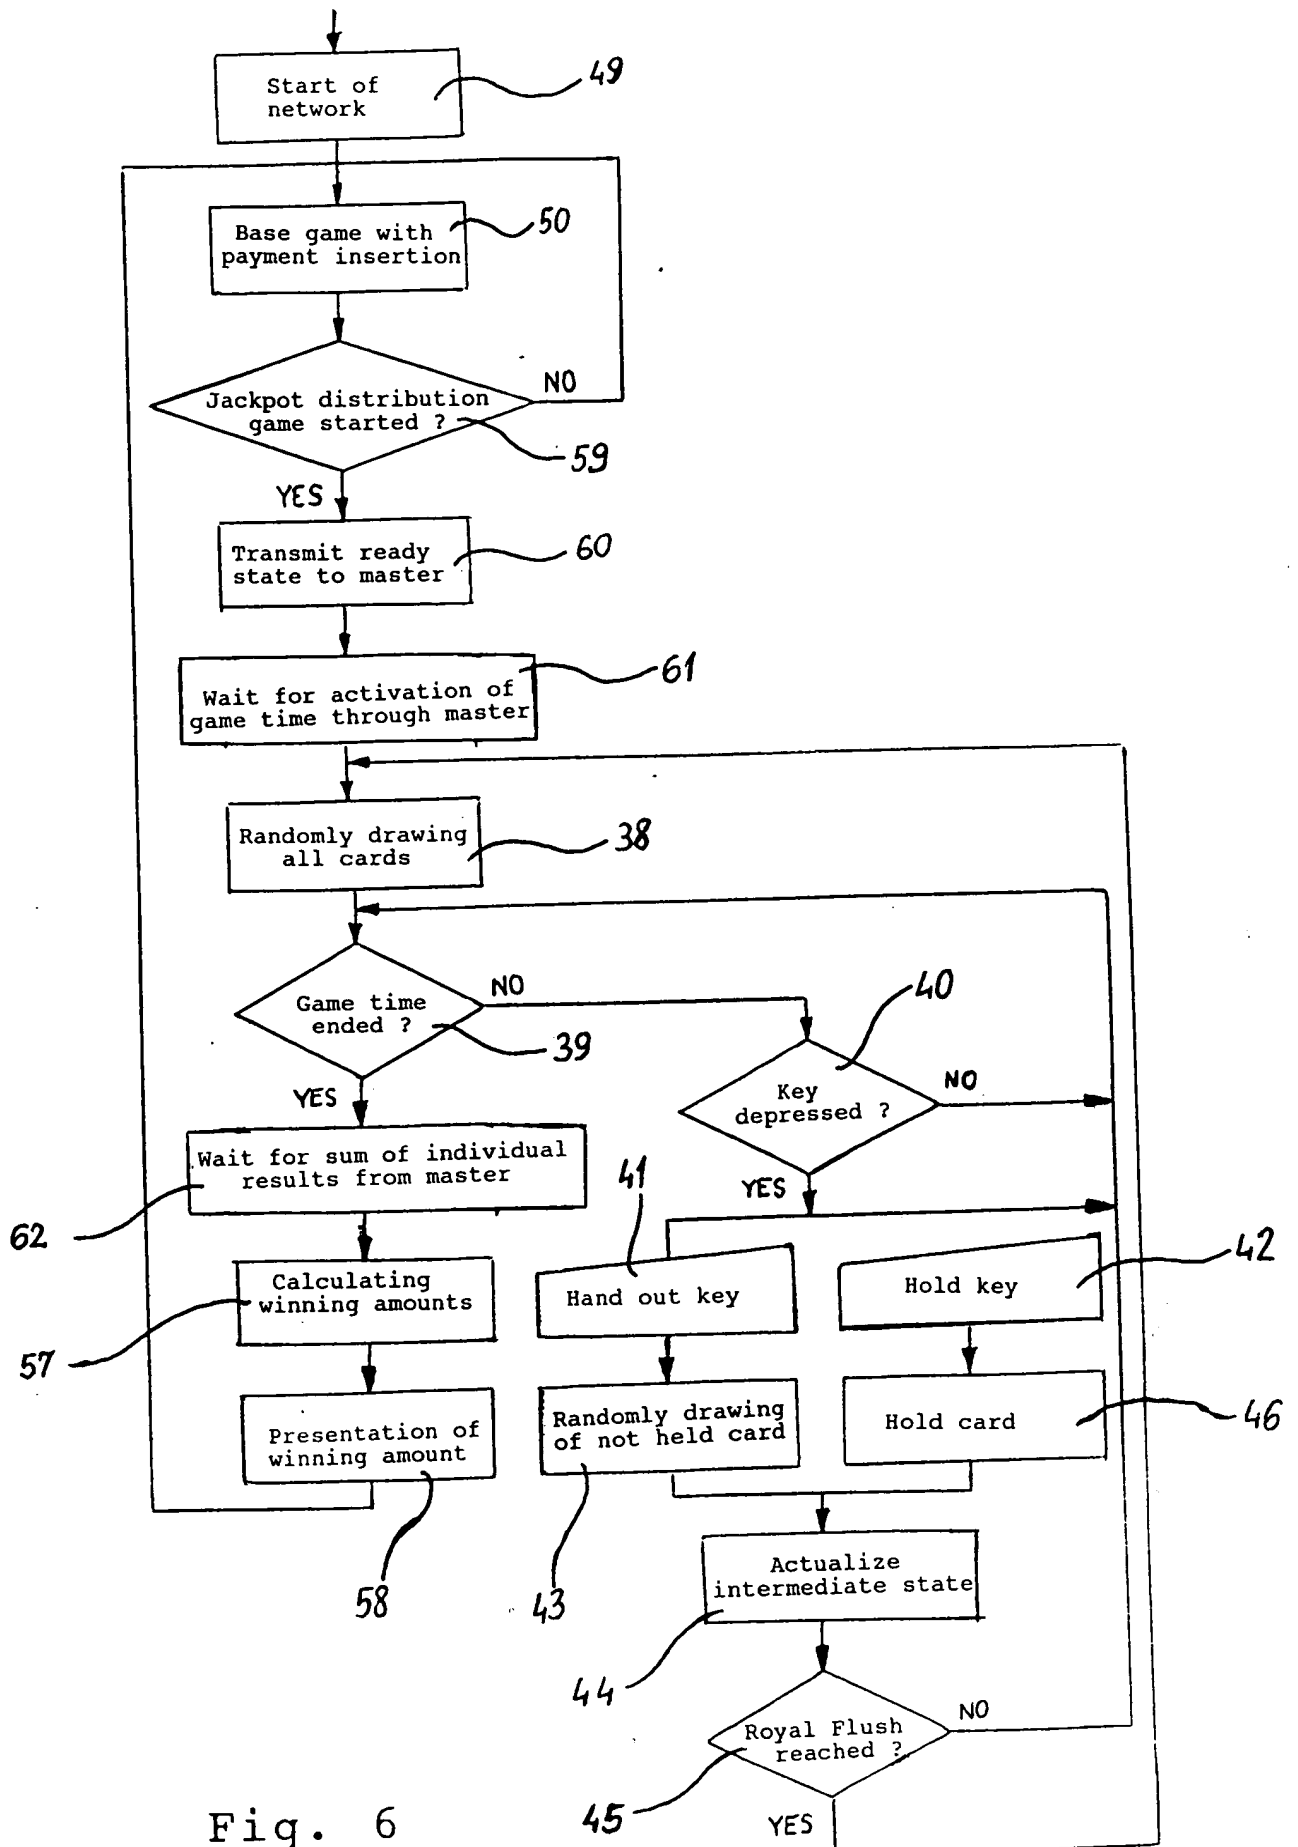 Start of
network
49
Base game with
payment insertion
50
Jackpot distribution
game started ?
NO
59
YES
Transmit ready
state to master
60
Wait for activation of
game time through master
61
Randomly drawing
all cards
38
Game time
ended ?
NO
39
YES
Key
depressed ?
40
NO
YES
Wait for sum of individual
results from master
62
41
Hand out key
Hold key
42
Calculating
winning amounts
57
Randomly drawing
of not held card
43
Hold card
46
Presentation of
winning amount
58
Actualize
intermediate state
44
Royal Flush
reached ?
NO
45
YES
Fig. 6